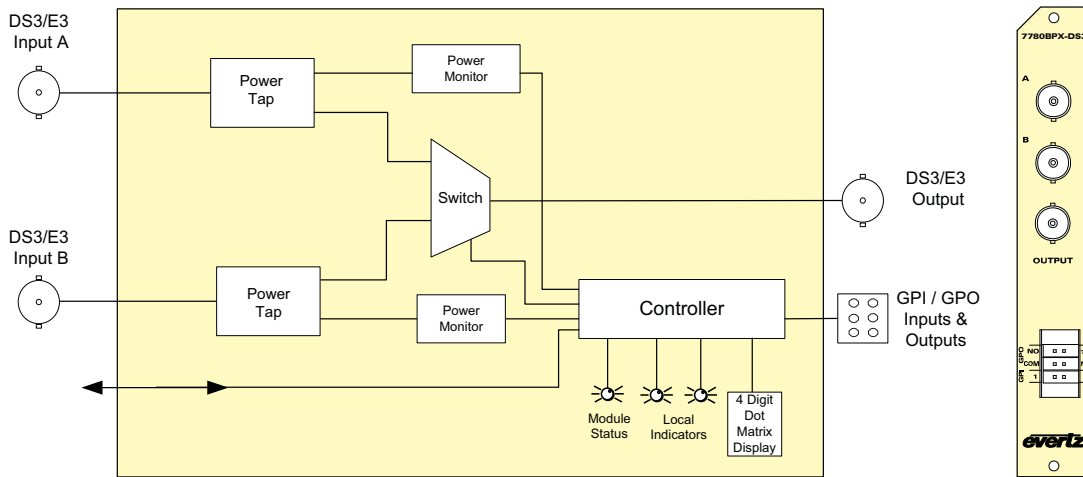 DS3/E3
Input A
Power
Tap
Power
Monitor
Switch
DS3/E3
Output
DS3/E3
Input B
Power
Tap
Power
Monitor
Controller
GPI / GPO
Inputs &
Outputs
Module
Status
Local
Indicators
4 Digit
Dot
Matrix
Display
7780BPX-DS3
A
B
OUTPUT
GPO
NO
COM
GPI
1
evertz